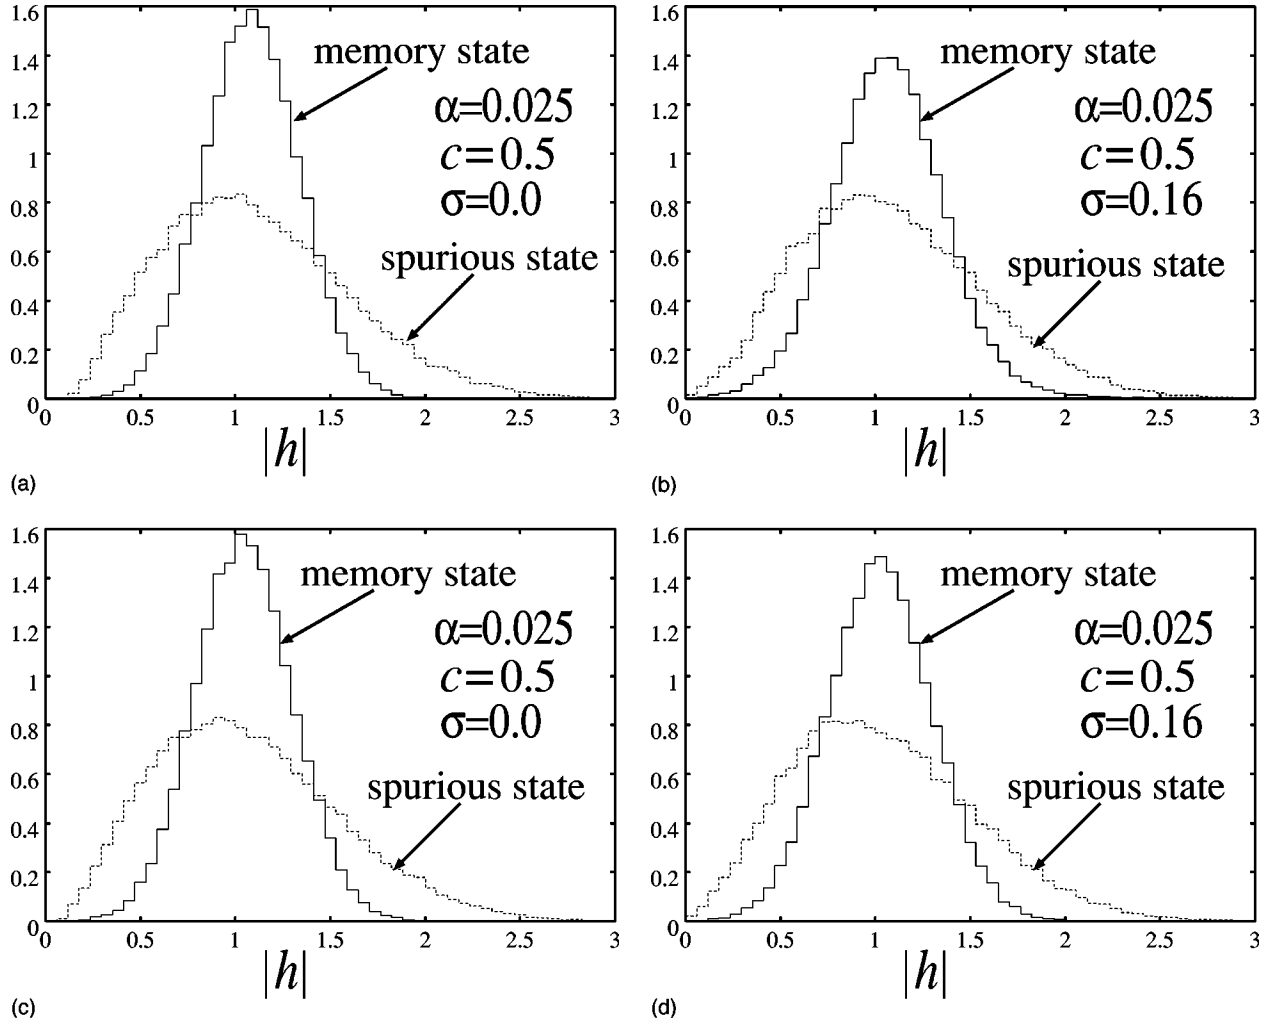 1.6
1.4
1.2
1
0.8
0.6
0.4
0.2
0
memory state
α=0.025
c=0.5
σ=0.0
spurious state
0 0.5 1 1.5 2 2.5 3
|h|
(a)
1.6
1.4
1.2
1
0.8
0.6
0.4
0.2
0
memory state
α=0.025
c=0.5
σ=0.16
spurious state
0 0.5 1 1.5 2 2.5 3
|h|
(b)
1.6
1.4
1.2
1
0.8
0.6
0.4
0.2
0
memory state
α=0.025
c=0.5
σ=0.0
spurious state
0 0.5 1 1.5 2 2.5 3
|h|
(c)
1.6
1.4
1.2
1
0.8
0.6
0.4
0.2
0
memory state
α=0.025
c=0.5
σ=0.16
spurious state
0 0.5 1 1.5 2 2.5 3
|h|
(d)